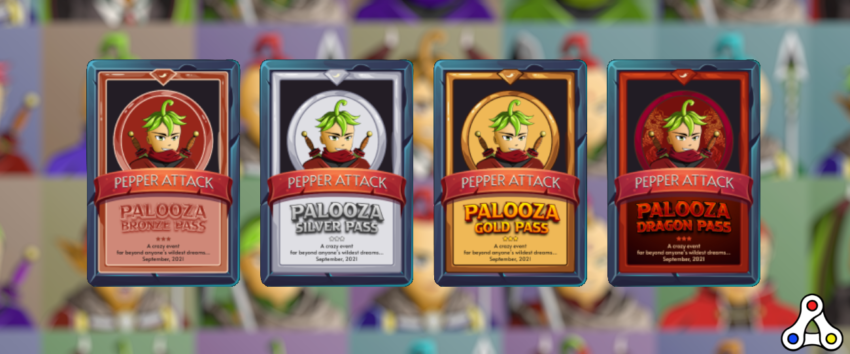 PEPPER ATTACK
PALOOZA
BRONZE PASS
A crazy event
for beyond anyone's wildest dreams...
September, 2021
PEPPER ATTACK
PALOOZA
SILVER PASS
A crazy event
for beyond anyone's wildest dreams...
September, 2021
PEPPER ATTACK
PALOOZA
GOLD PASS
A crazy event
for beyond anyone's wildest dreams...
September, 2021
PEPPER ATTACK
PALOOZA
DRAGON PASS
A crazy event
for beyond anyone's wildest dreams...
September, 2021